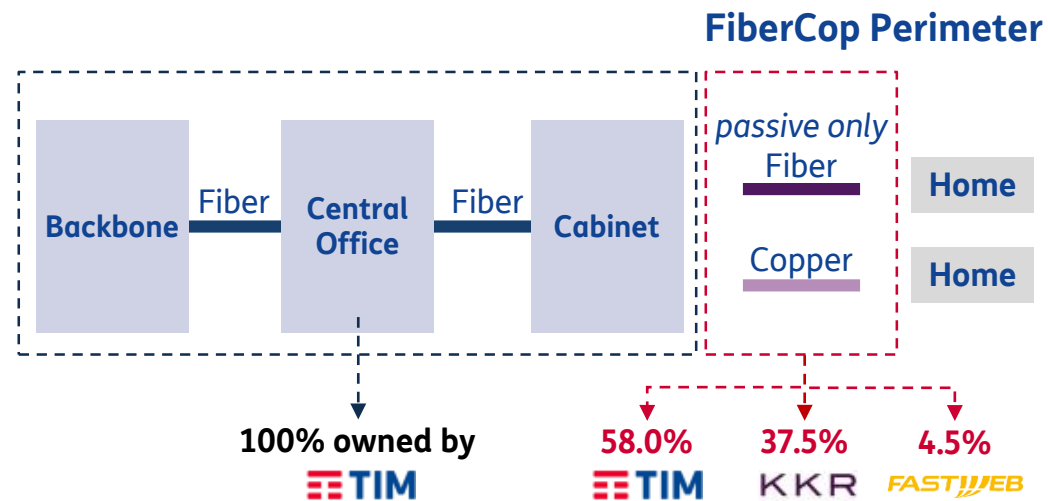 FiberCop Perimeter
passive only
Fiber
Copper
Home
Home
Backbone
Fiber
Central
Office
Fiber
Cabinet
100% owned by
TIM
58.0%
TIM
37.5%
KKR
4.5%
FASTWEB